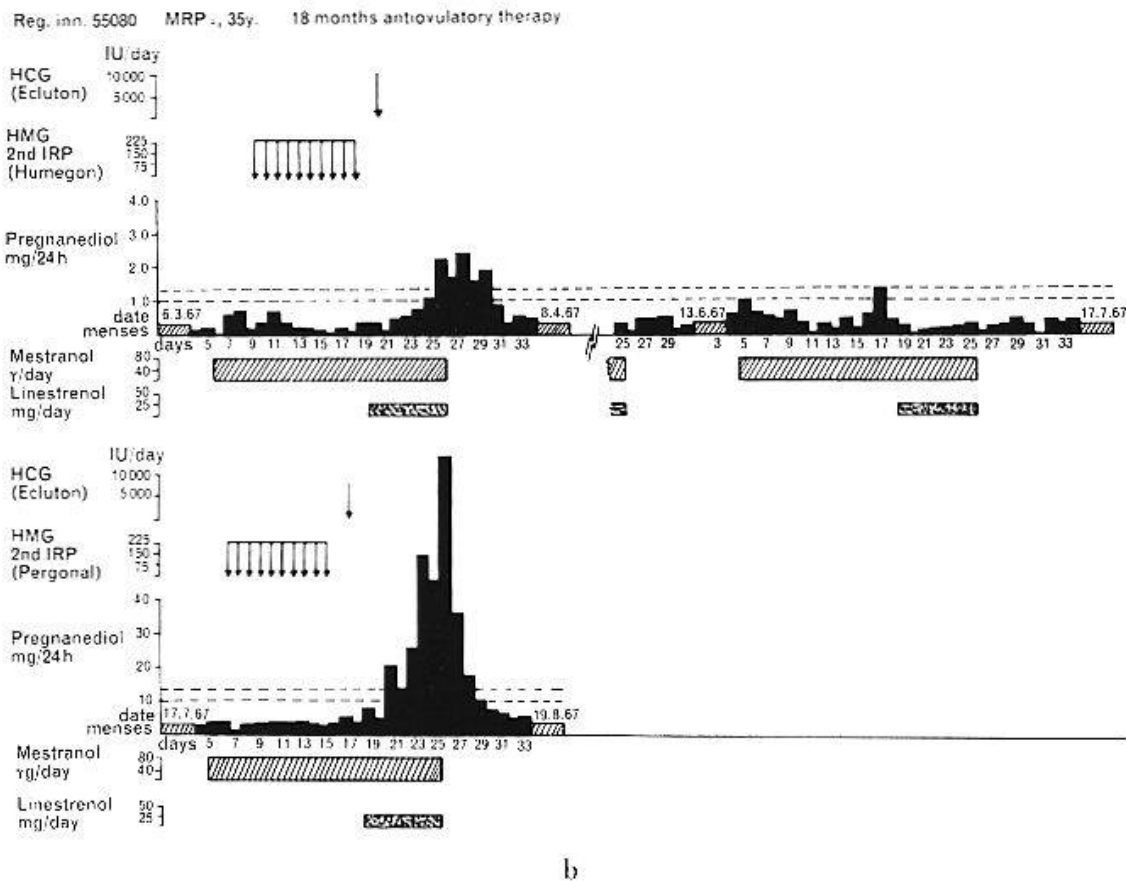 Reg. inn. 55080 MRP-, 35y. 18 months antiovulatory therapy
IU/day
HCG
(Ecluton)
10000
5000
HMG
2nd IRP
(Humegon)
225
150
75
Pregnanediol
mg/24h
4.0
3.0
2.0
1.0
date
menses
6.3.67 8.4.67 13.6.67 17.7.67
days 5 7 9 11 13 15 17 19 21 23 25 27 29 31 33 25 27 29 3 5 7 9 11 13 15 17 19 21 23 25 27 29 31 33
Mestranol
γ/day
80
40
Linestrenol
mg/day
50
25
IU/day
HCG
(Ecluton)
10000
5000
HMG
2nd IRP
(Pergonal)
225
150
75
Pregnanediol
mg/24h
40
30
20
10
date
menses
17.7.67 19.8.67
days 5 7 9 11 13 15 17 19 21 23 25 27 29 31 33
Mestranol
γg/day
80
40
Linestrenol
mg/day
50
25
b